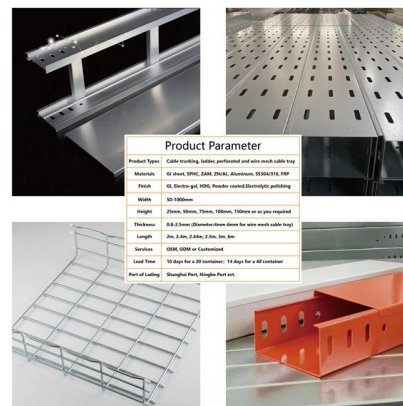 Product Parameter
Product Types Cable trunking, ladder, perforated and wire mesh cable tray
Materials GI sheet, SPHC, ZAM, ZN/AL, Aluminum, SS304/316, FRP
Finish GI, Electro-gal, HDG, Powder coated,Electrolytic polishing
Width 50-1000mm
Height 25mm, 50mm, 75mm, 100mm, 150mm or as you required
Thickness 0.8-2.5mm (Diameter:4mm-6mm for wire mesh cable tray)
Length 2m, 2.4m, 2.44m, 2.5m, 3m, 6m
Services OEM, ODM or Customized
Lead Time 10 days for a 20'container; 14 days for a 40'container
Port of Lading Shanghai Port, Ningbo Port ect.